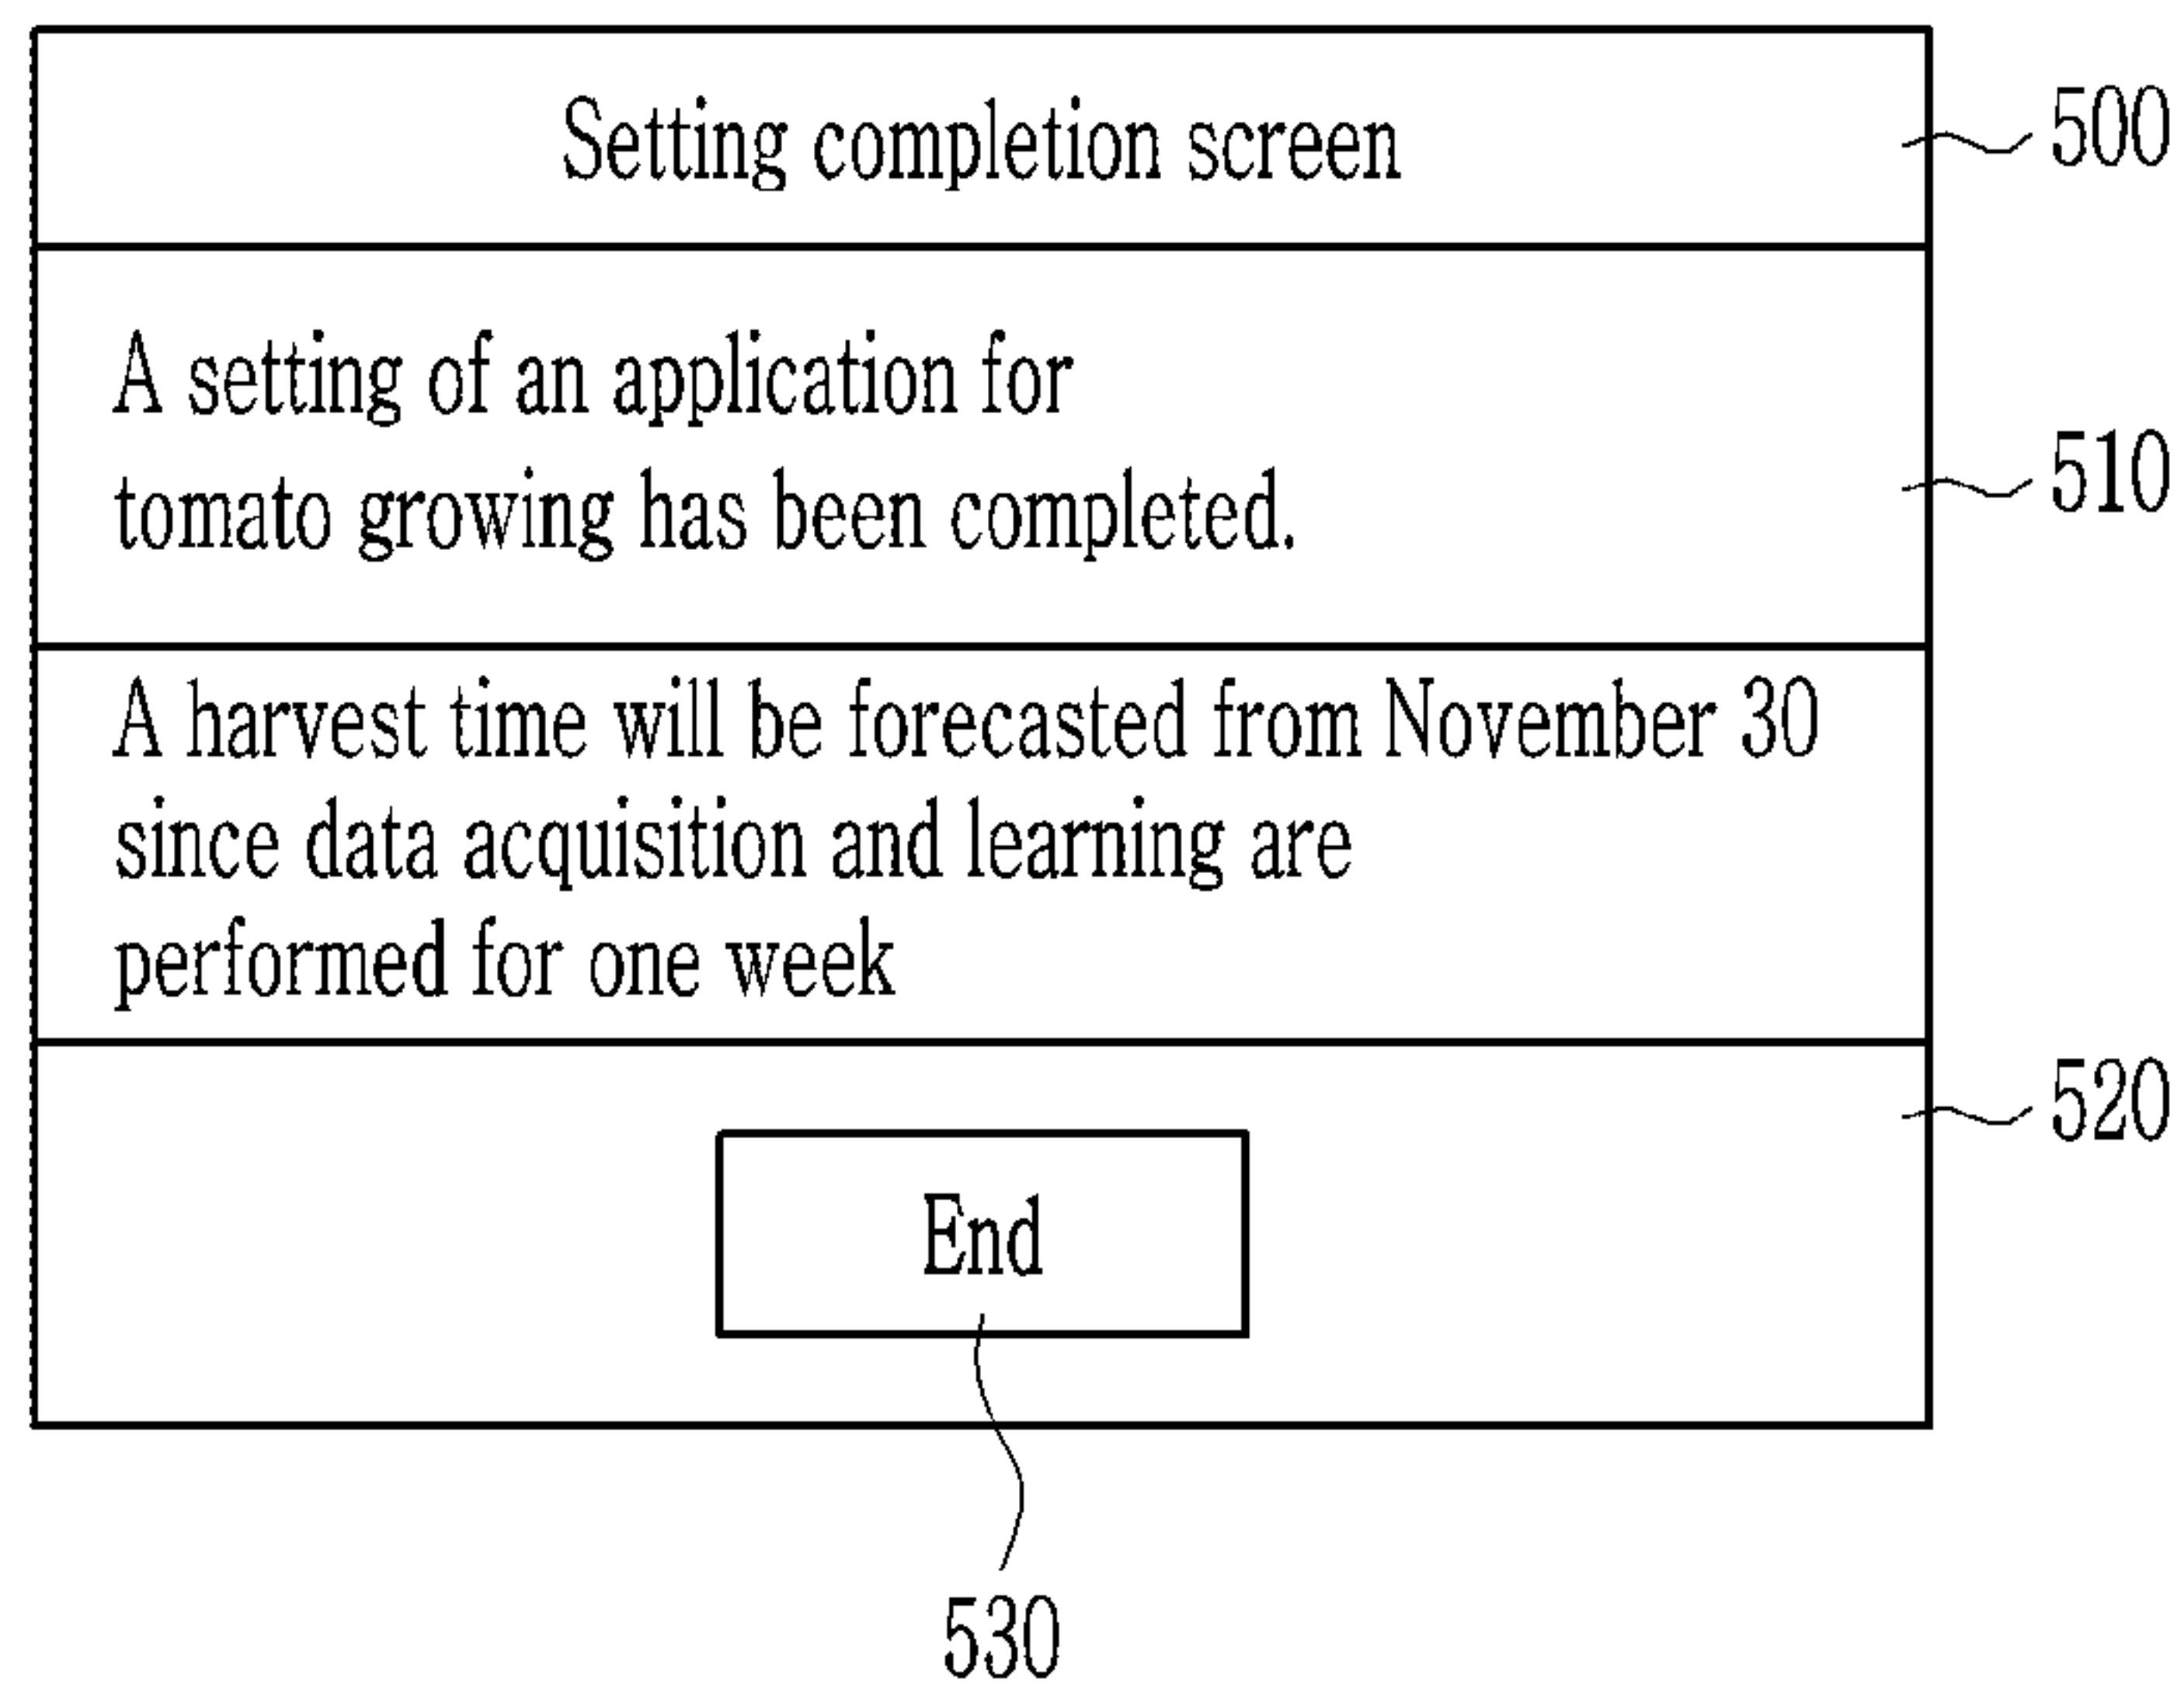 Setting completion screen
500
A setting of an application for
tomato growing has been completed.
510
A harvest time will be forecasted from November 30
since data acquisition and learning are
performed for one week
520
End
530